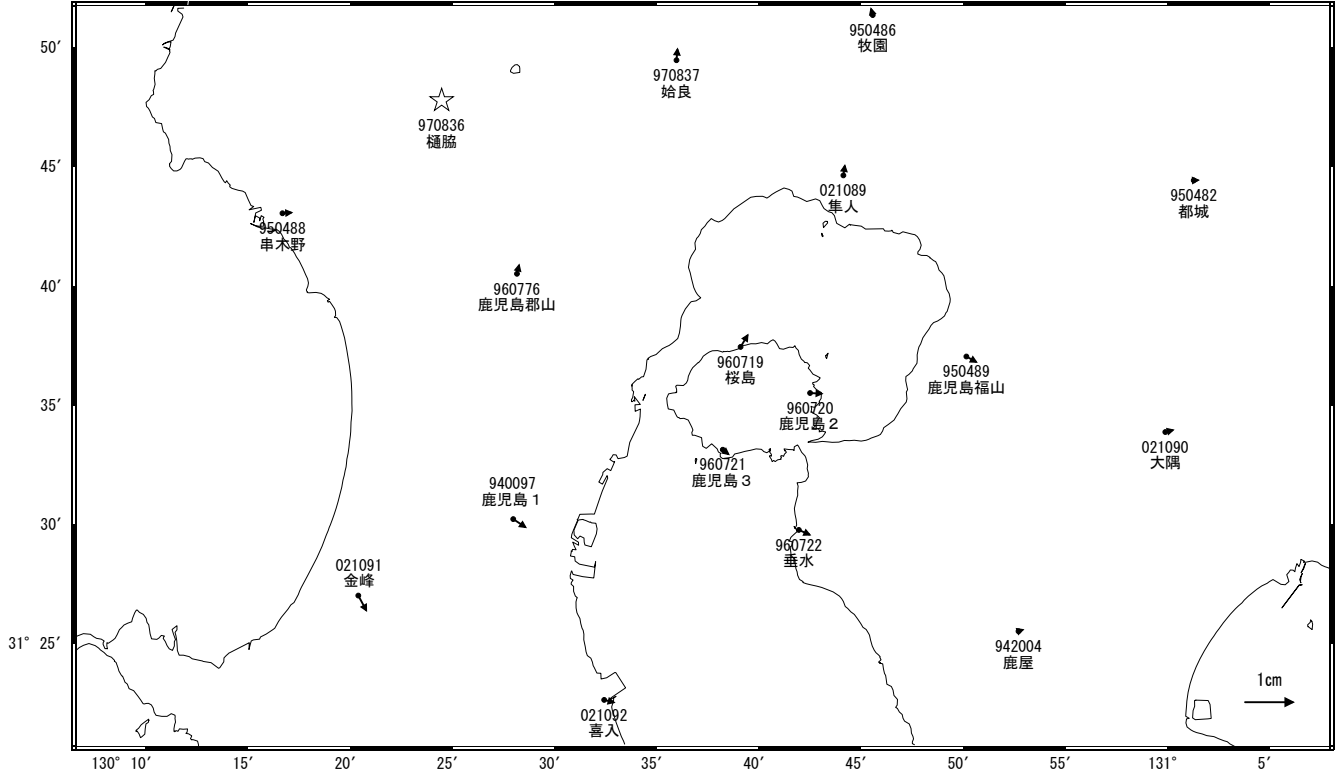 50′
950486
牧園
970837
姶良
970836
樋脇
45′
021089
隼人
950482
都城
950488
串木野
40′
960776
鹿児島郡山
960719
桜島
950489
鹿児島福山
35′
960720
鹿児島２
021090
大隅
960721
鹿児島３
940097
鹿児島１
30′
960722
垂水
021091
金峰
31° 25′
942004
鹿屋
1cm
021092
喜入
130° 10′ 15′ 20′ 25′ 30′ 35′ 40′ 45′ 50′ 55′ 131° 5′